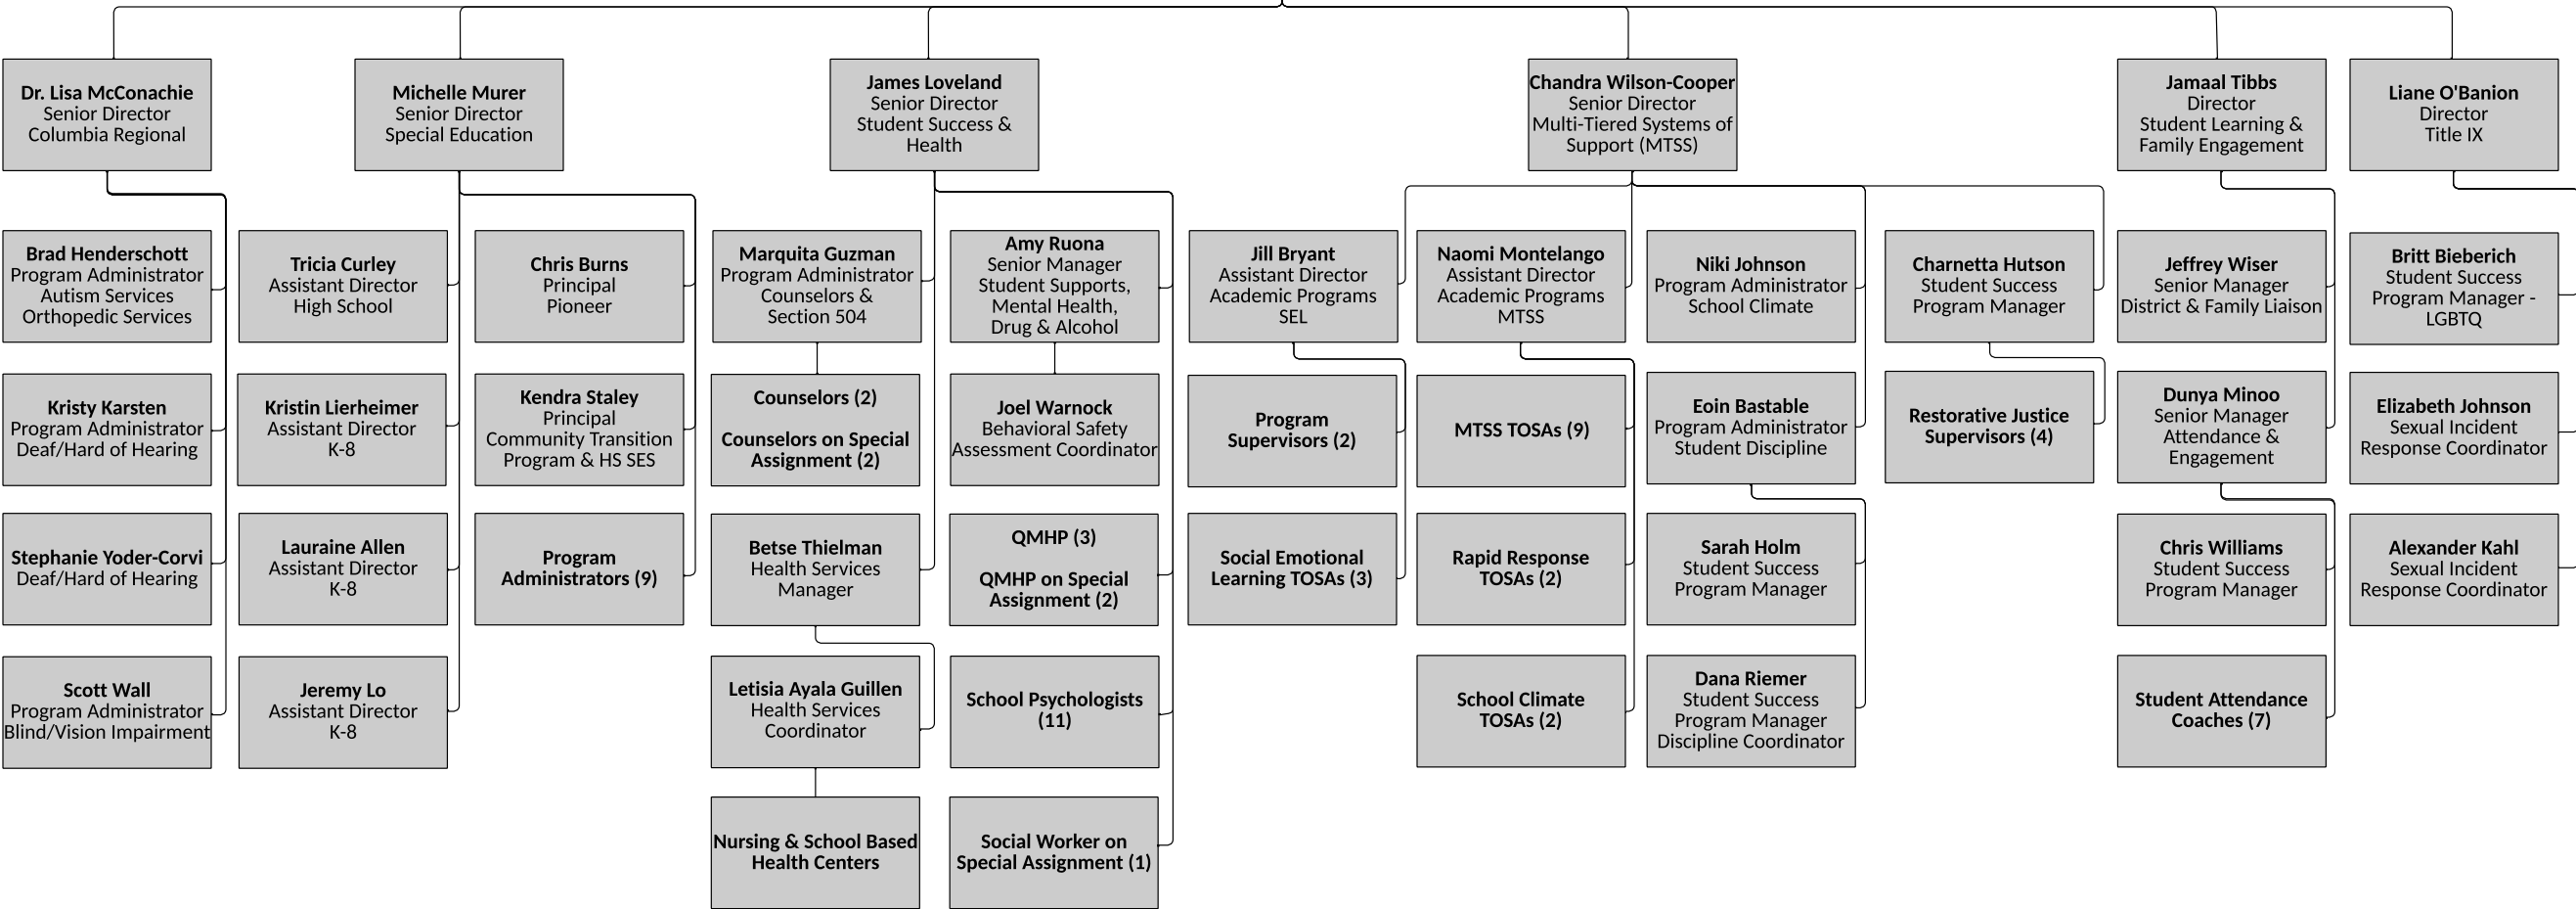 Dr. Lisa McConachie
Senior Director
Columbia Regional
Michelle Murer
Senior Director
Special Education
James Loveland
Senior Director
Student Success &
Health
Chandra Wilson-Cooper
Senior Director
Multi-Tiered Systems of
Support (MTSS)
Jamaal Tibbs
Director
Student Learning &
Family Engagement
Liane O'Banion
Director
Title IX
Brad Henderschott
Program Administrator
Autism Services
Orthopedic Services
Tricia Curley
Assistant Director
High School
Chris Burns
Principal
Pioneer
Marquita Guzman
Program Administrator
Counselors &
Section 504
Amy Ruona
Senior Manager
Student Supports,
Mental Health,
Drug & Alcohol
Jill Bryant
Assistant Director
Academic Programs
SEL
Naomi Montelango
Assistant Director
Academic Programs
MTSS
Niki Johnson
Program Administrator
School Climate
Charnetta Hutson
Student Success
Program Manager
Jeffrey Wiser
Senior Manager
District & Family Liaison
Britt Bieberich
Student Success
Program Manager -
LGBTQ
Kristy Karsten
Program Administrator
Deaf/Hard of Hearing
Kristin Lierheimer
Assistant Director
K-8
Kendra Staley
Principal
Community Transition
Program & HS SES
Counselors (2)
Counselors on Special
Assignment (2)
Joel Warnock
Behavioral Safety
Assessment Coordinator
Program
Supervisors (2)
MTSS TOSAs (9)
Eoin Bastable
Program Administrator
Student Discipline
Restorative Justice
Supervisors (4)
Dunya Minoo
Senior Manager
Attendance &
Engagement
Elizabeth Johnson
Sexual Incident
Response Coordinator
Stephanie Yoder-Corvi
Deaf/Hard of Hearing
Lauraine Allen
Assistant Director
K-8
Program
Administrators (9)
Betse Thielman
Health Services
Manager
QMHP (3)
QMHP on Special
Assignment (2)
Social Emotional
Learning TOSAs (3)
Rapid Response
TOSAs (2)
Sarah Holm
Student Success
Program Manager
Chris Williams
Student Success
Program Manager
Alexander Kahl
Sexual Incident
Response Coordinator
Scott Wall
Program Administrator
Blind/Vision Impairment
Jeremy Lo
Assistant Director
K-8
Letisia Ayala Guillen
Health Services
Coordinator
School Psychologists
(11)
School Climate
TOSAs (2)
Dana Riemer
Student Success
Program Manager
Discipline Coordinator
Student Attendance
Coaches (7)
Nursing & School Based
Health Centers
Social Worker on
Special Assignment (1)